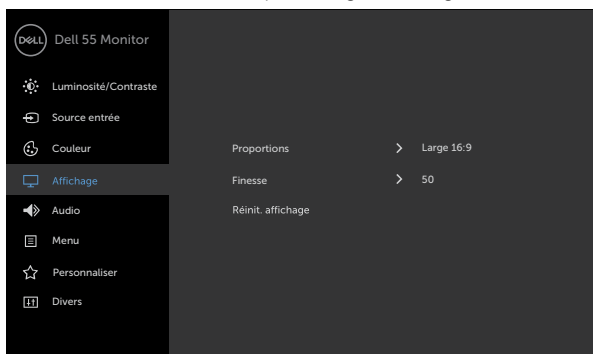 DELL Dell 55 Monitor
Luminosité/Contraste
Source entrée
Couleur Proportions Large 16:9
Affichage Finesse 50
Audio Réinit. affichage
Menu
Personnaliser
Divers